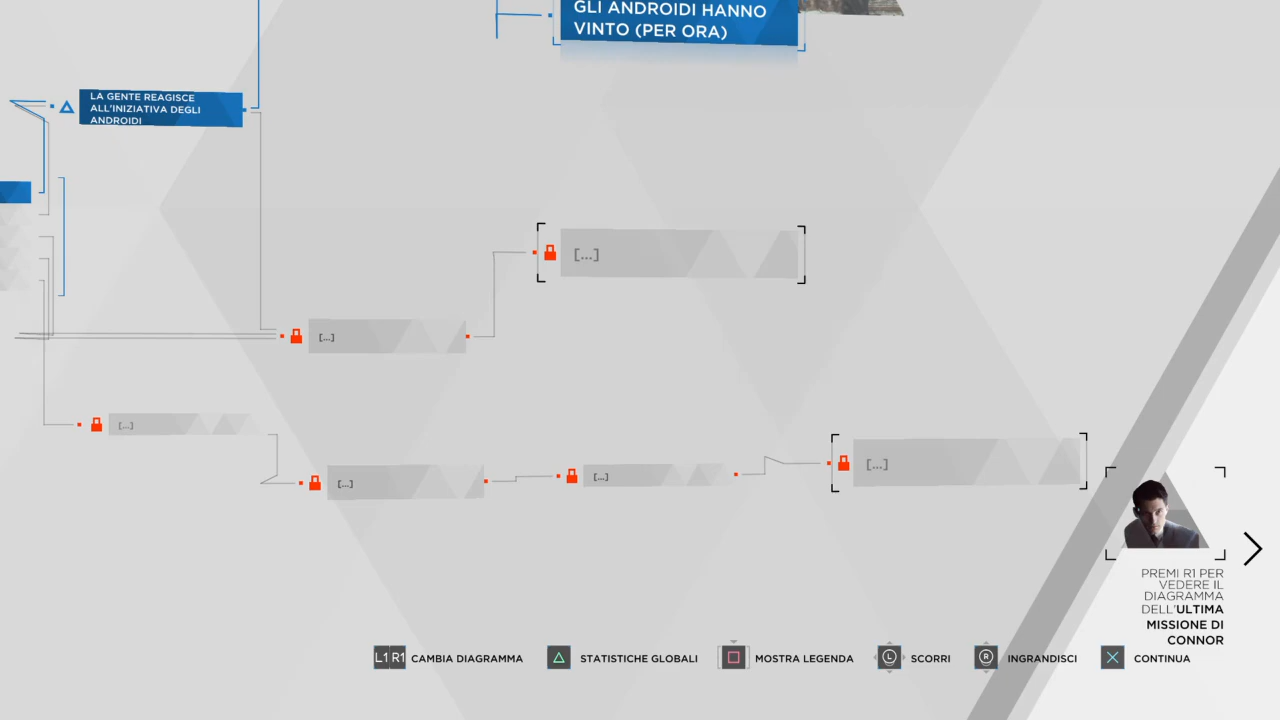 GLI ANDROIDI HANNO
VINTO (PER ORA)
LA GENTE REAGISCE
ALL'INIZIATIVA DEGLI
ANDROIDI
[...]
[...]
[...]
[...]
[...]
[...]
PREMI R1 PER
VEDERE IL
DIAGRAMMA
DELL'ULTIMA
MISSIONE DI
CONNOR
L1 R1 CAMBIA DIAGRAMMA
STATISTICHE GLOBALI
MOSTRA LEGENDA
L SCORRI
R INGRANDISCI
CONTINUA